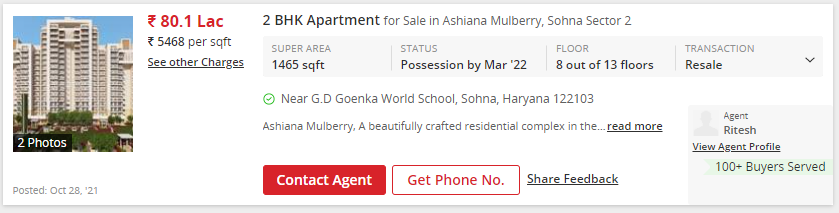 ₹ 80.1 Lac
₹ 5468 per sqft
See other Charges
2 Photos
Posted: Oct 28, '21
2 BHK Apartment for Sale in Ashiana Mulberry, Sohna Sector 2
SUPER AREA
1465 sqft
STATUS
Possession by Mar '22
FLOOR
8 out of 13 floors
TRANSACTION
Resale
Near G.D Goenka World School, Sohna, Haryana 122103
Ashiana Mulberry, A beautifully crafted residential complex in the... read more
Contact Agent
Get Phone No.
Share Feedback
Agent
Ritesh
View Agent Profile
100+ Buyers Served